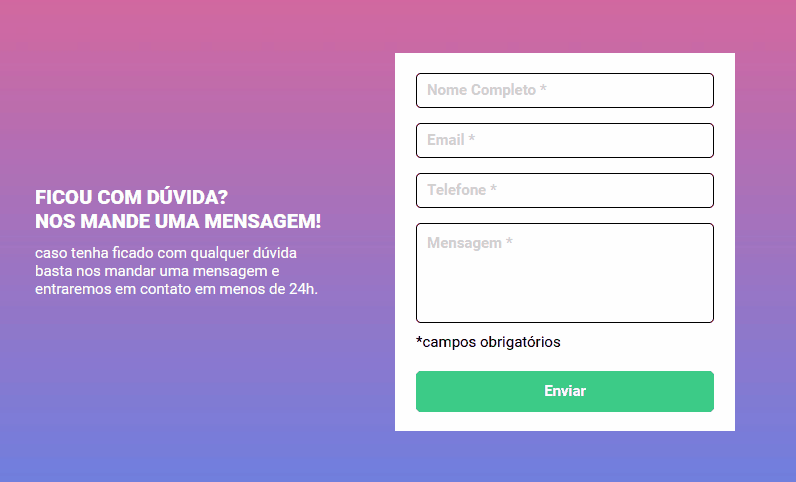 FICOU COM DÚVIDA?
NOS MANDE UMA MENSAGEM!
caso tenha ficado com qualquer dúvida
basta nos mandar uma mensagem e
entraremos em contato em menos de 24h.
Nome Completo *
Email *
Telefone *
Mensagem *
*campos obrigatórios
Enviar